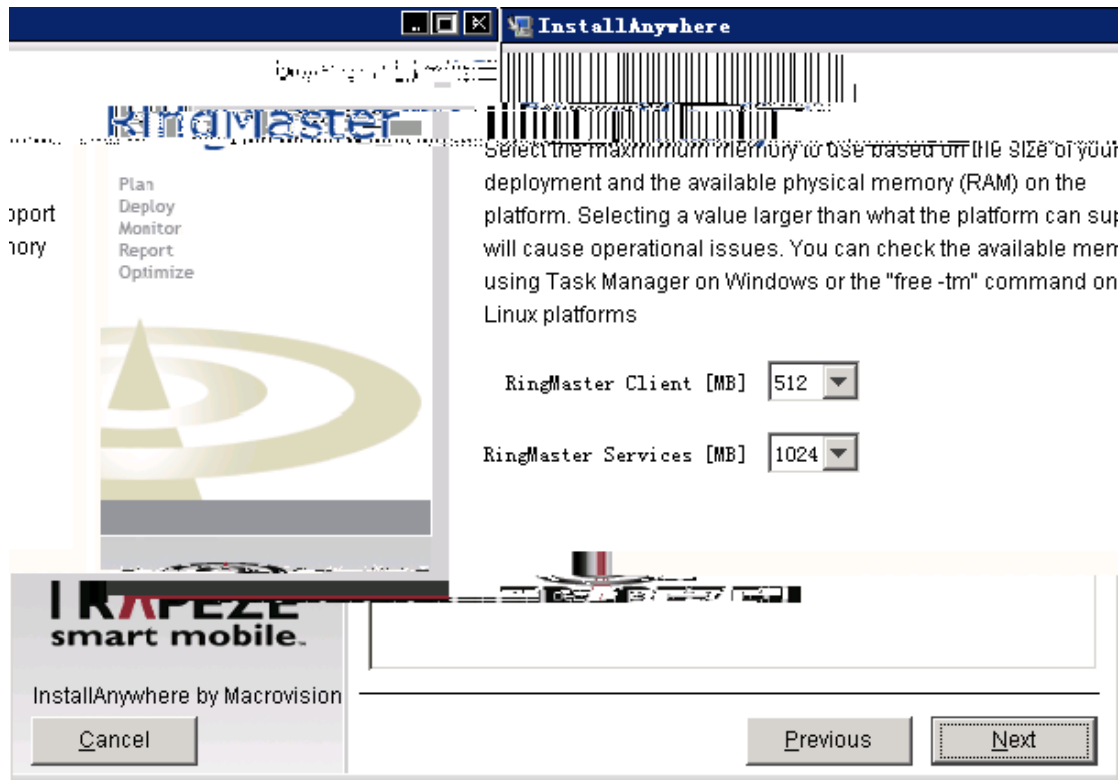 InstallAnywhere
RingMaster
Plan
Deploy
Monitor
Report
Optimize
Select the maxmimum memory to use based on the size of your
deployment and the available physical memory (RAM) on the
platform. Selecting a value larger than what the platform can sup
pport
will cause operational issues. You can check the available mem
mory
using Task Manager on Windows or the "free -tm" command on
Linux platforms
RingMaster Client [MB] 512
RingMaster Services [MB] 1024
TRAPEZE
smart mobile.
InstallAnywhere by Macrovision
Cancel
Previous
Next